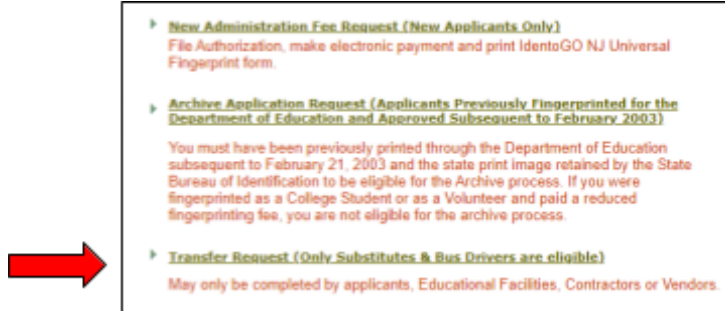 New Administration Fee Request (New Applicants Only)
File Authorization, make electronic payment and print IdentoGO NJ Universal
Fingerprint form.
Archive Application Request (Applicants Previously Fingerprinted for the
Department of Education and Approved Subsequent to February 2003)
You must have been previously printed through the Department of Education
subsequent to February 21, 2003 and the state print image retained by the State
Bureau of Identification to be eligible for the Archive process. If you were
fingerprinted as a College Student or as a Volunteer and paid a reduced
fingerprinting fee, you are not eligible for the archive process.
Transfer Request (Only Substitutes & Bus Drivers are eligible)
May only be completed by applicants, Educational Facilities, Contractors or Vendors.